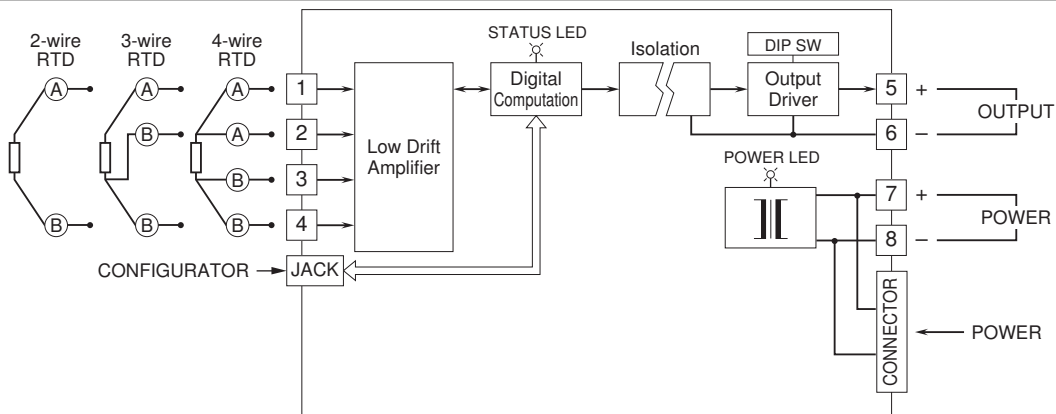 2-wire
RTD
3-wire
RTD
4-wire
RTD
A
B
A
B
B
A
A
B
B
1
2
3
4
Low Drift
Amplifier
CONFIGURATOR
JACK
STATUS LED
Digital
Computation
Isolation
DIP SW
Output
Driver
5
+
6
–
OUTPUT
POWER LED
7
+
8
–
POWER
CONNECTOR
POWER